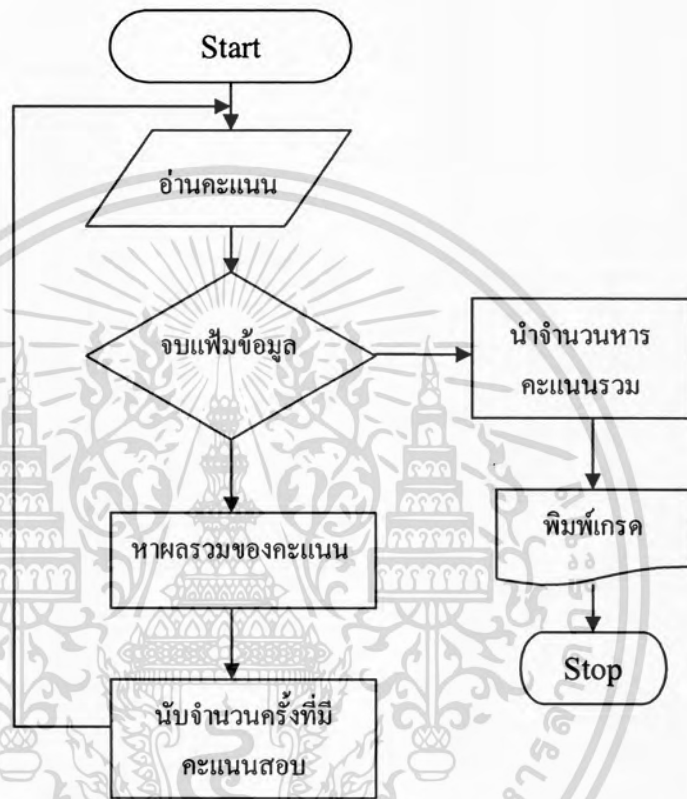 Start
อ่านคะแนน
จบแฟ้มข้อมูล
นำจำนวนหาร
คะแนนรวม
หาผลรวมของคะแนน
พิมพ์เกรด
นับจำนวนครั้งที่มี
คะแนนสอบ
Stop